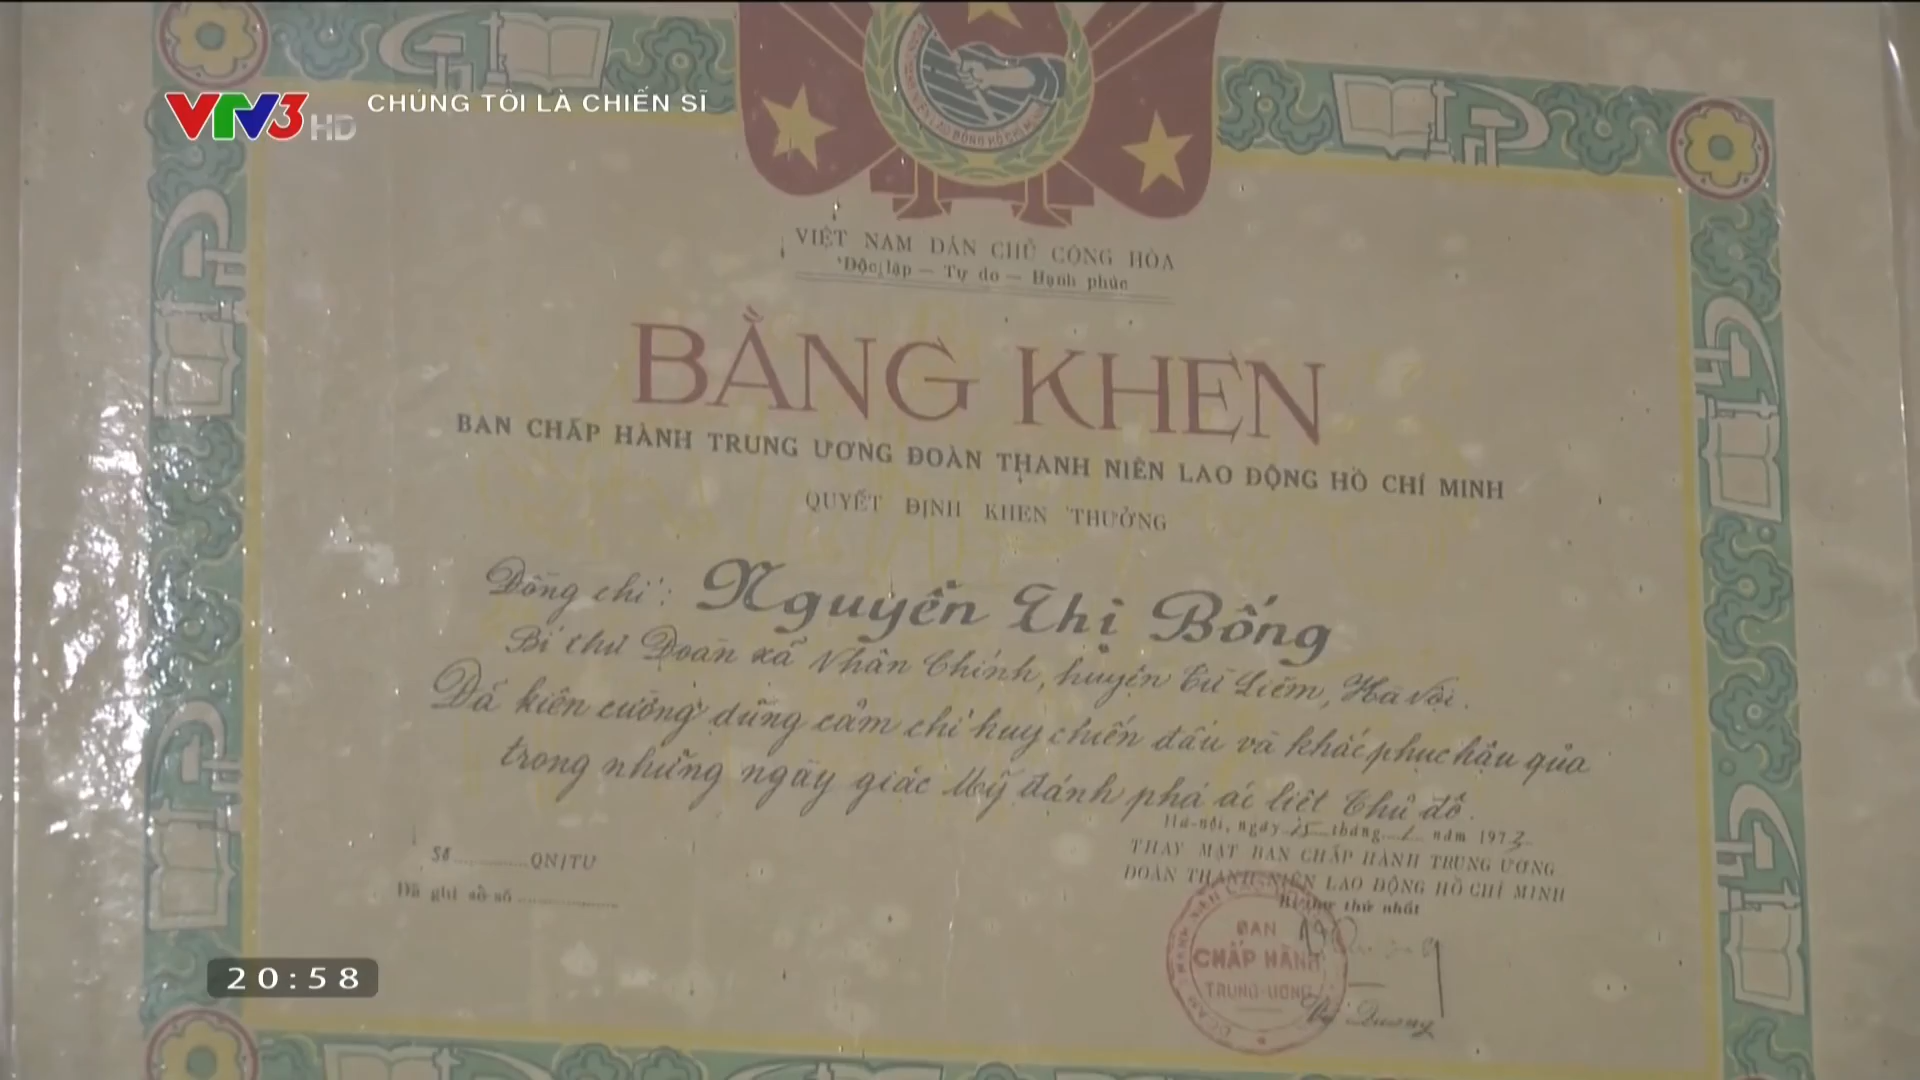 VTV3 HD
CHÚNG TÔI LÀ CHIẾN SĨ
VIỆT NAM DÂN CHỦ CỘNG HÒA
Độc lập — Tự do — Hạnh phúc
BẰNG KHEN
BAN CHẤP HÀNH TRUNG ƯƠNG ĐOÀN THANH NIÊN LAO ĐỘNG HỒ CHÍ MINH
QUYẾT ĐỊNH KHEN THƯỞNG
Đồng chí: Nguyễn Thị Bống
Bí thư Đoàn xã Nhân Chính, huyện Từ Liêm, Hà Nội.
Đã kiên cường dũng cảm chỉ huy chiến đấu và khắc phục hậu qủa
trong những ngày giặc Mỹ đánh phá ác liệt Thủ đô.
Hà-nội, ngày 15 tháng 1 năm 1973
THAY MẶT BAN CHẤP HÀNH TRUNG ƯƠNG
ĐOÀN THANH NIÊN LAO ĐỘNG HỒ CHÍ MINH
Bí thư thứ nhất
Số ............ QN/TU
Đã ghi sổ số ................
BAN
CHẤP HÀNH
TRUNG-ƯƠNG
Quang
20:58